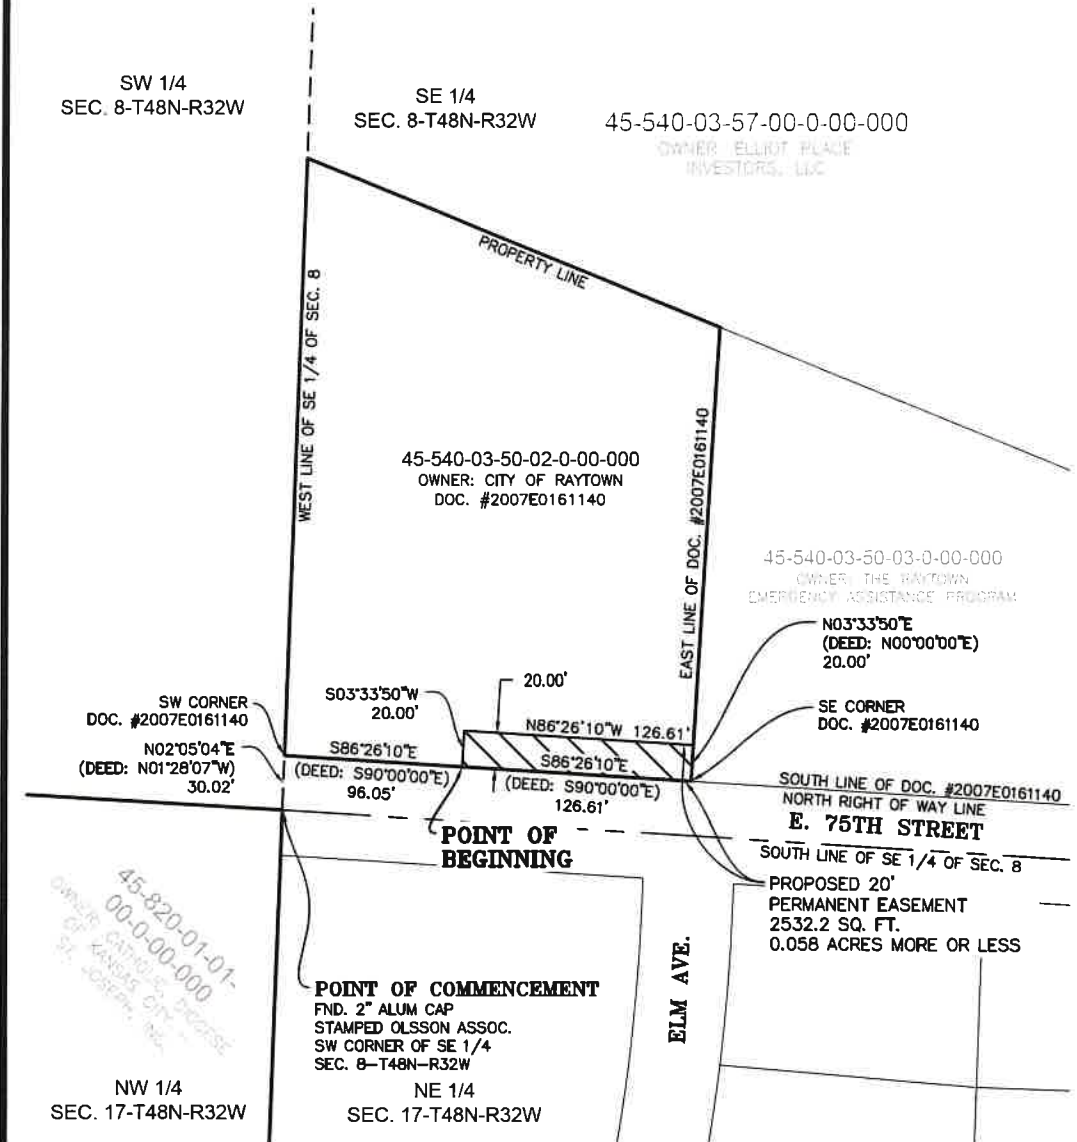 SW 1/4
SEC. 8-T48N-R32W
SE 1/4
SEC. 8-T48N-R32W
45-540-03-57-00-0-00-000
OWNER: ELLIOT PLACE
INVESTORS, LLC
PROPERTY LINE
WEST LINE OF SE 1/4 OF SEC. 8
45-540-03-50-02-0-00-000
OWNER: CITY OF RAYTOWN
DOC. #2007E0161140
EAST LINE OF DOC. #2007E0161140
45-540-03-50-03-0-00-000
OWNER: THE RAYTOWN
EMERGENCY ASSISTANCE PROGRAM
N03°33'50"E
(DEED: N00°00'00"E)
20.00'
SW CORNER
DOC. #2007E0161140
S03°33'50"W
20.00'
20.00'
N86°26'10"W 126.61'
SE CORNER
DOC. #2007E0161140
N02°05'04"E
(DEED: N01°28'07"W)
30.02'
S86°26'10"E
(DEED: S90°00'00"E)
96.05'
S86°26'10"E
(DEED: S90°00'00"E)
126.61'
SOUTH LINE OF DOC. #2007E0161140
NORTH RIGHT OF WAY LINE
E. 75TH STREET
SOUTH LINE OF SE 1/4 OF SEC. 8
POINT OF
BEGINNING
PROPOSED 20'
PERMANENT EASEMENT
2532.2 SQ. FT.
0.058 ACRES MORE OR LESS
45-820-01-01-
00-0-00-000
OWNER: CATHOLIC DIOCESE
OF KANSAS CITY
ST. JOSEPH, INC.
ELM AVE.
POINT OF COMMENCEMENT
FND. 2" ALUM CAP
STAMPED OLSSON ASSOC.
SW CORNER OF SE 1/4
SEC. 8-T48N-R32W
NW 1/4
SEC. 17-T48N-R32W
NE 1/4
SEC. 17-T48N-R32W